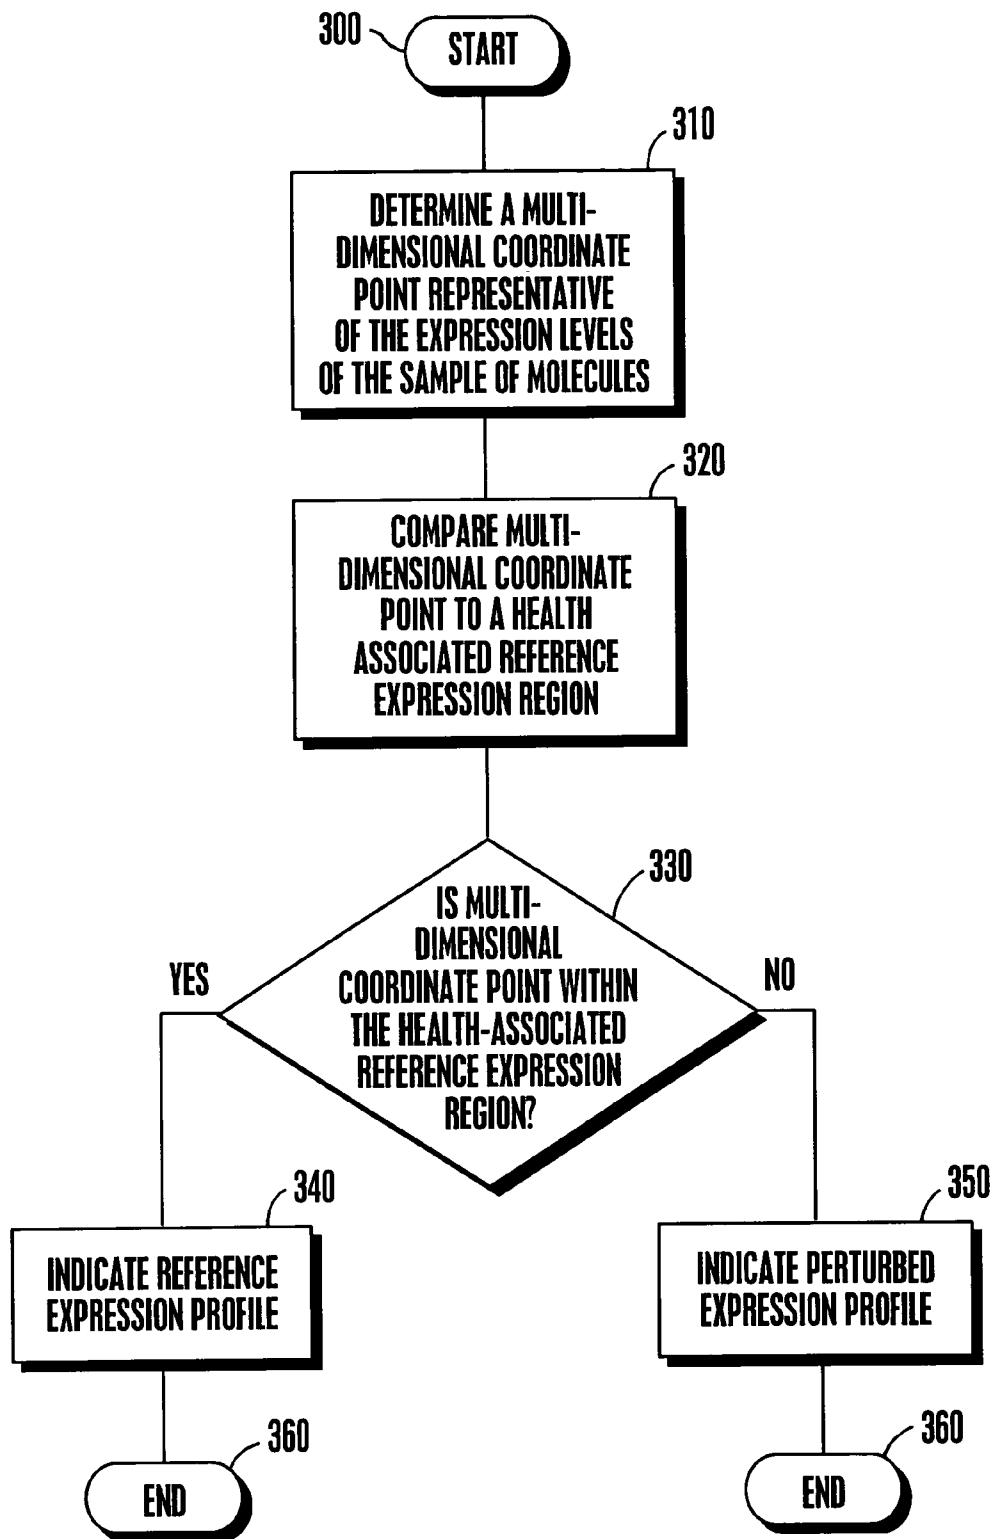 300
START
310
DETERMINE A MULTI-
DIMENSIONAL COORDINATE
POINT REPRESENTATIVE
OF THE EXPRESSION LEVELS
OF THE SAMPLE OF MOLECULES
320
COMPARE MULTI-
DIMENSIONAL COORDINATE
POINT TO A HEALTH
ASSOCIATED REFERENCE
EXPRESSION REGION
330
IS MULTI-
DIMENSIONAL
COORDINATE POINT WITHIN
THE HEALTH-ASSOCIATED
REFERENCE EXPRESSION
REGION?
YES
NO
340
INDICATE REFERENCE
EXPRESSION PROFILE
350
INDICATE PERTURBED
EXPRESSION PROFILE
360
END
360
END